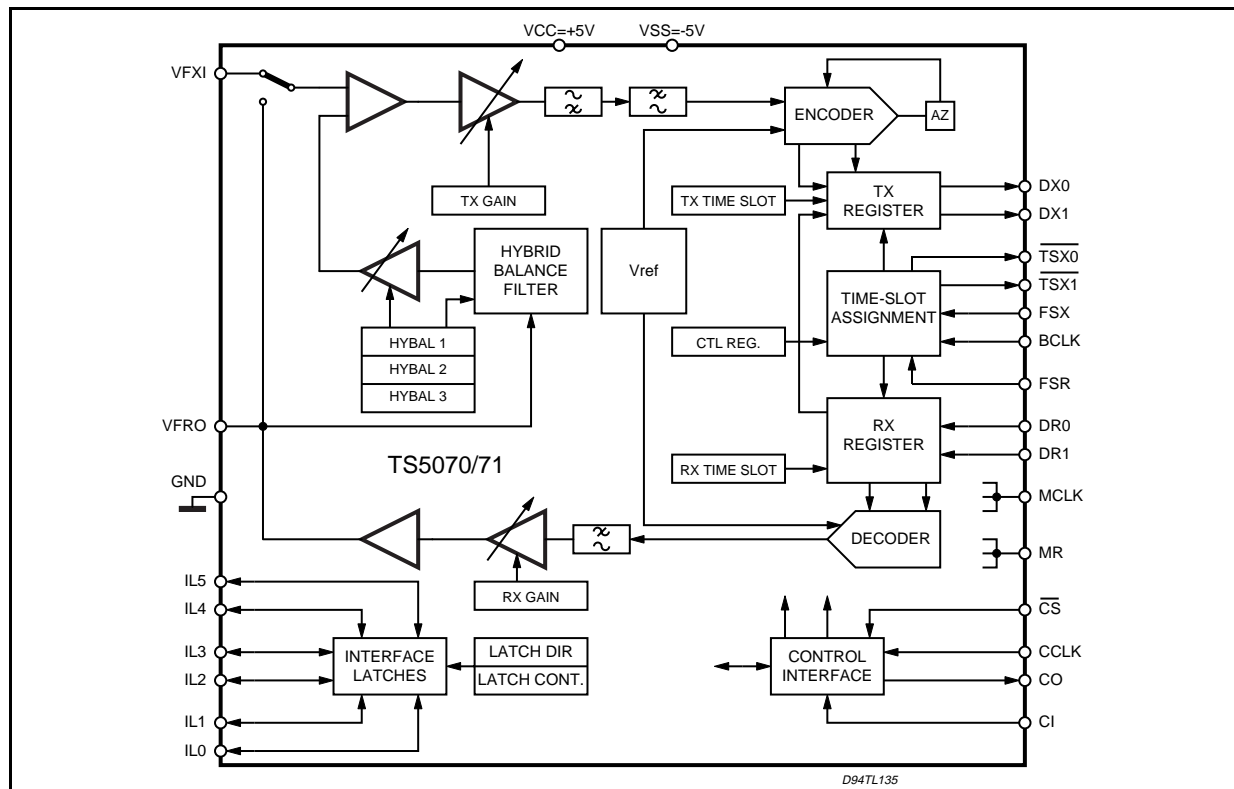 VCC=+5V
VSS=-5V
VFXI
ENCODER
AZ
TX GAIN
TX TIME SLOT
TX
REGISTER
DX0
DX1
HYBRID
BALANCE
FILTER
Vref
TIME-SLOT
ASSIGNMENT
TSX0
TSX1
FSX
BCLK
FSR
HYBAL 1
HYBAL 2
HYBAL 3
CTL REG.
VFRO
RX
REGISTER
DR0
DR1
TS5070/71
RX TIME SLOT
GND
MCLK
DECODER
MR
RX GAIN
IL5
IL4
IL3
IL2
IL1
IL0
INTERFACE
LATCHES
LATCH DIR
LATCH CONT.
CONTROL
INTERFACE
CS
CCLK
CO
CI
D94TL135